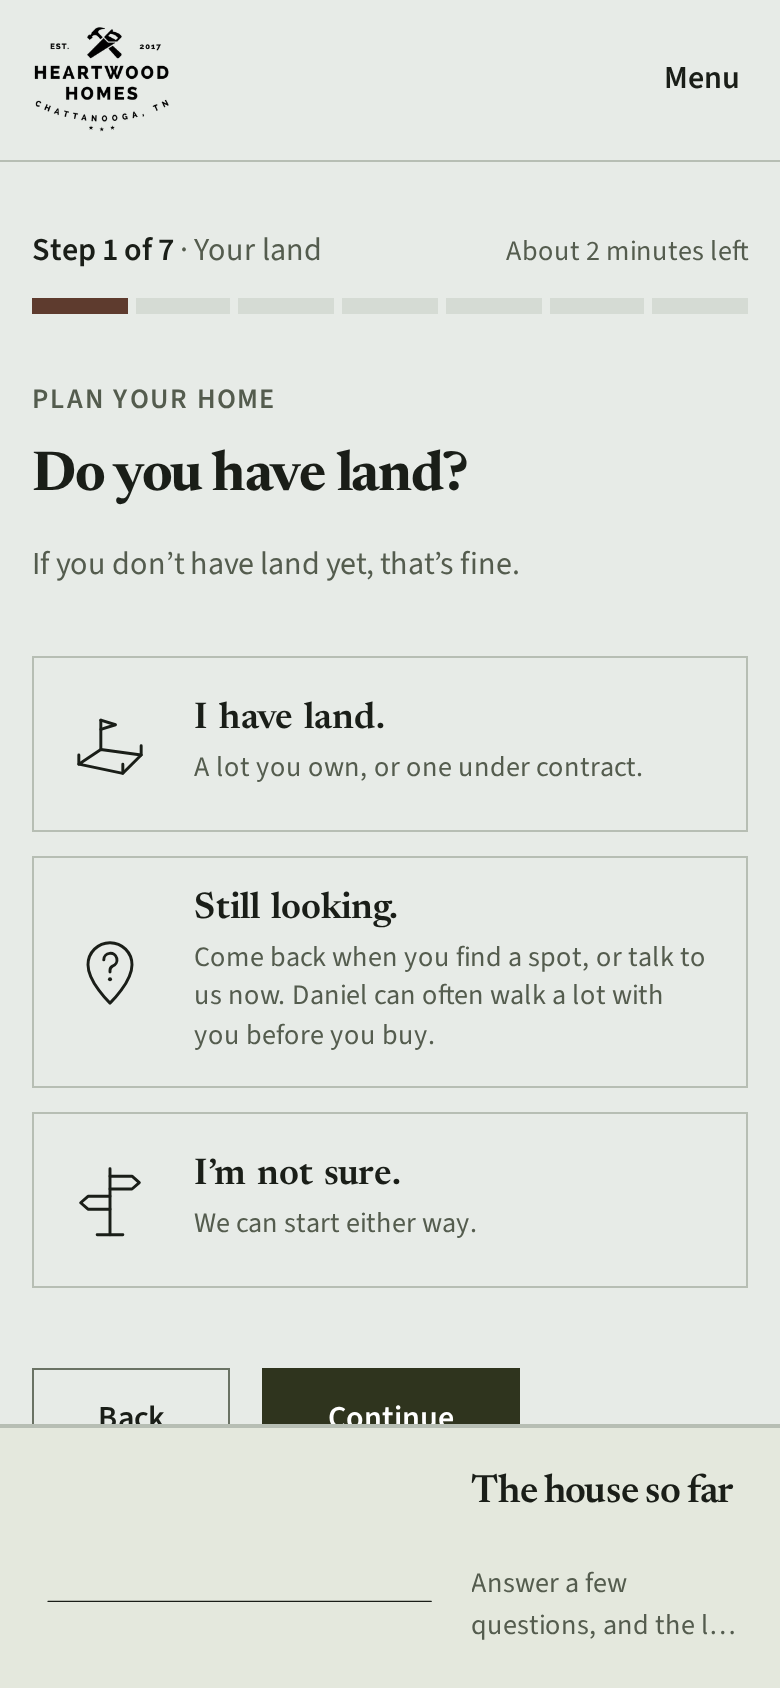 EST. 2017
HEARTWOOD
HOMES
CHATTANOOGA, TN
Menu
Step 1 of 7 · Your land
About 2 minutes left
PLAN YOUR HOME
Do you have land?
If you don’t have land yet, that’s fine.
I have land.
A lot you own, or one under contract.
Still looking.
Come back when you find a spot, or talk to
us now. Daniel can often walk a lot with
you before you buy.
I’m not sure.
We can start either way.
Back
Continue
The house so far
Answer a few
questions, and the l…